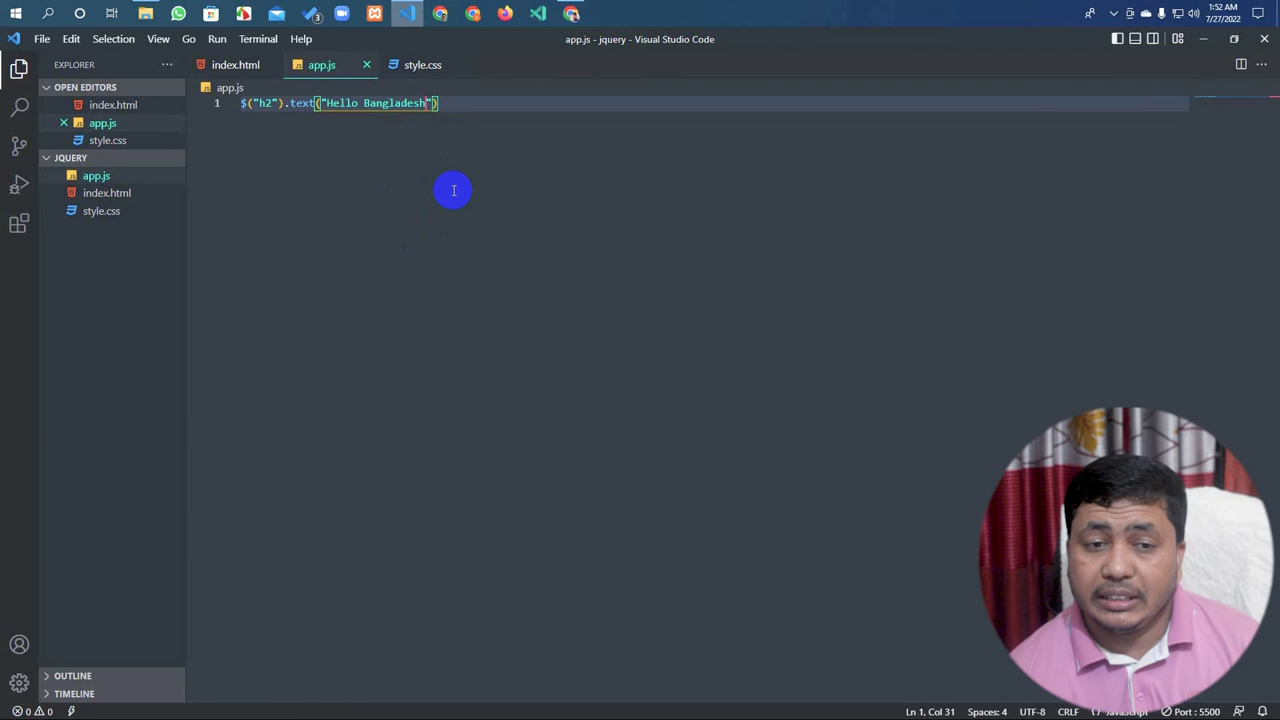 1:52 AM
7/27/2022
3
File Edit Selection View Go Run Terminal Help
app.js - jquery - Visual Studio Code
EXPLORER
index.html
app.js
style.css
OPEN EDITORS
app.js
index.html
1 $("h2").text("Hello Bangladesh")
app.js
style.css
JQUERY
app.js
index.html
style.css
OUTLINE
TIMELINE
0 0
Ln 1, Col 31 Spaces: 4 UTF-8 CRLF JavaScript Port : 5500